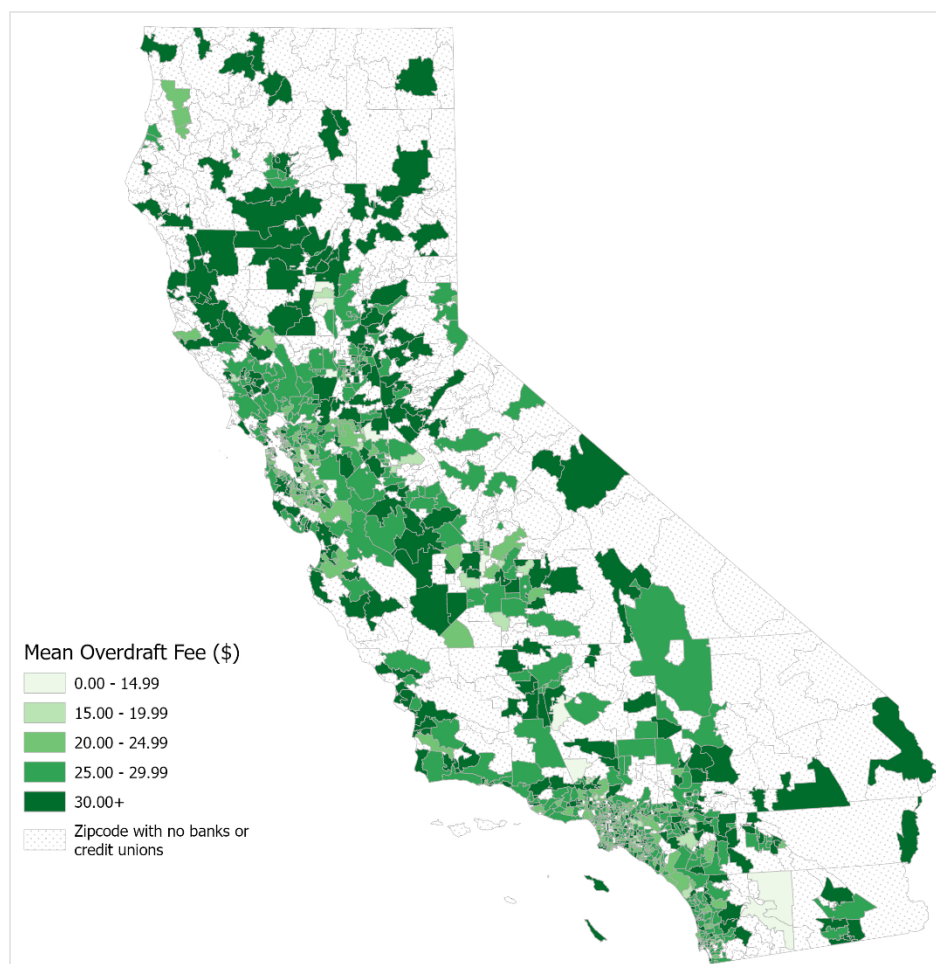 Mean Overdraft Fee ($)
0.00 - 14.99
15.00 - 19.99
20.00 - 24.99
25.00 - 29.99
30.00+
Zipcode with no banks or
credit unions